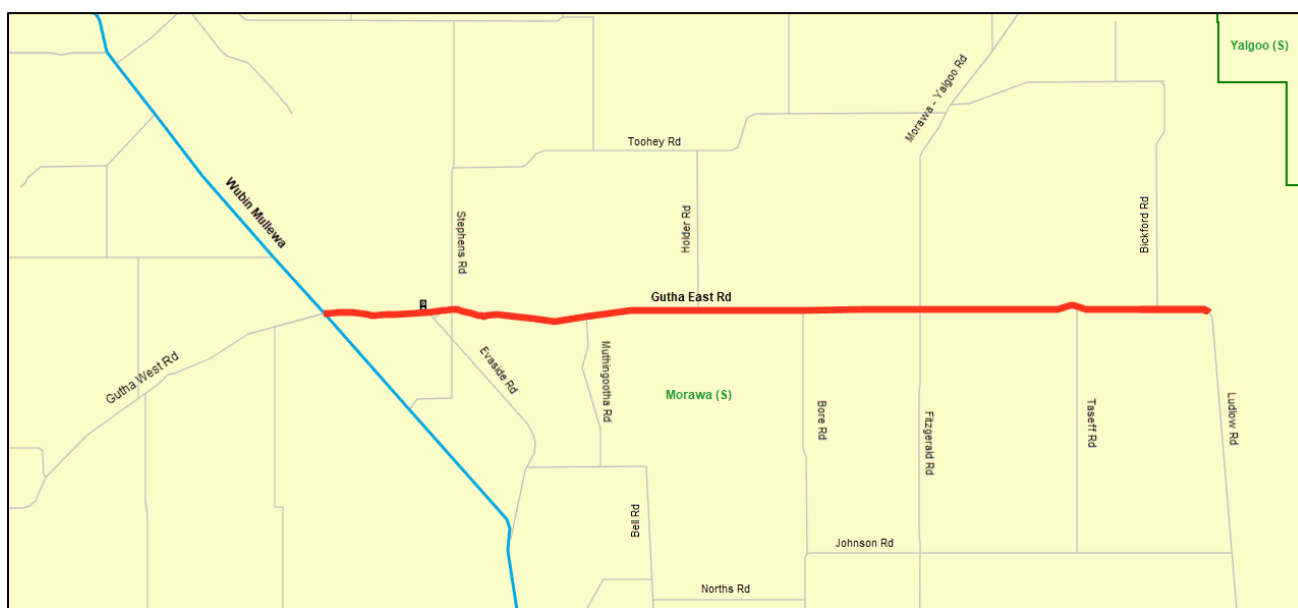 Yalgoo (S)
Morawa - Yalgoo Rd
Toohey Rd
Wubin Mullewa
Stephens Rd
Holder Rd
Bickford Rd
Gutha East Rd
Gutha West Rd
Evaside Rd
Muthingootha Rd
Morawa (S)
Bore Rd
Fitzgerald Rd
Taseff Rd
Ludlow Rd
Bell Rd
Johnson Rd
Norths Rd